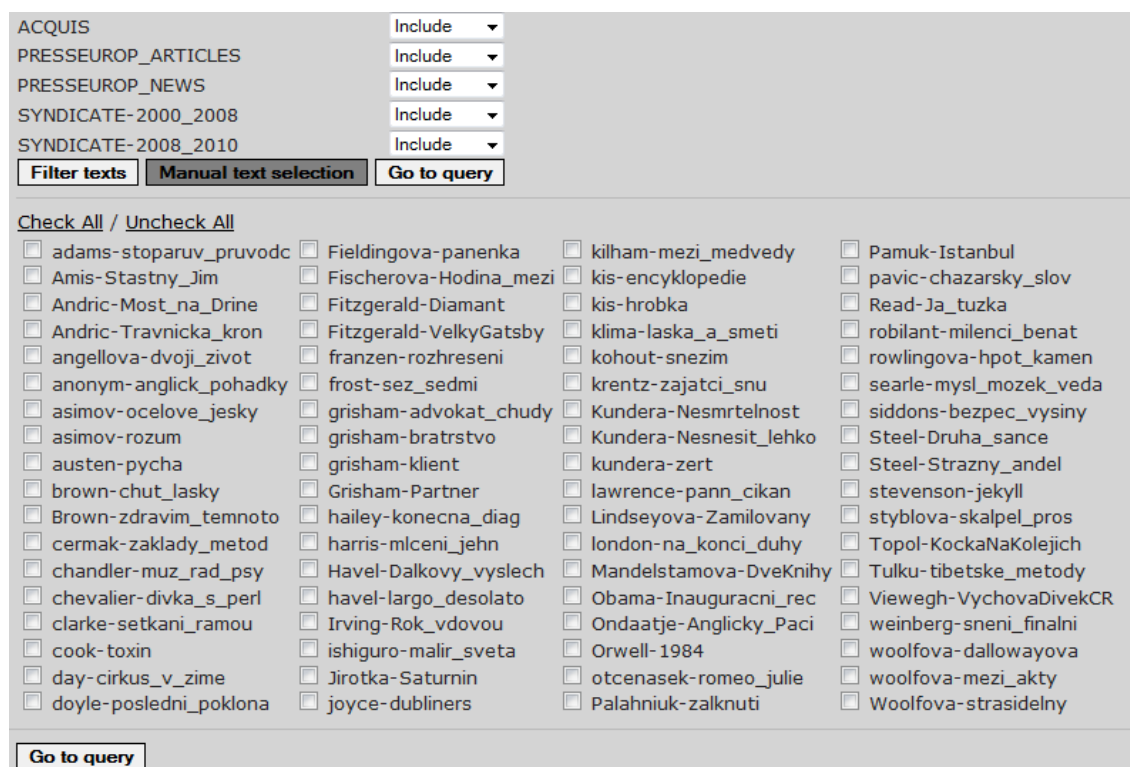 ACQUIS Include
PRESSEUROP_ARTICLES Include
PRESSEUROP_NEWS Include
SYNDICATE-2000_2008 Include
SYNDICATE-2008_2010 Include
Filter texts Manual text selection Go to query
Check All / Uncheck All
adams-stoparuv_pruvodc Fieldingova-panenka kilham-mezi_medvedy Pamuk-Istanbul
Amis-Stastny_Jim Fischerova-Hodina_mezi kis-encyklopedie pavic-chazarsky_slov
Andric-Most_na_Drine Fitzgerald-Diamant kis-hrobka Read-Ja_tuzka
Andric-Travnicka_kron Fitzgerald-VelkyGatsby klima-laska_a_smeti robilant-milenci_benat
angellova-dvoji_zivot franzen-rozhreseni kohout-snezim rowlingova-hpot_kamen
anonym-anglick_pohadky frost-sez_sedmi krentz-zajatci_snu searle-mysl_mozek_veda
asimov-ocelove_jesky grisham-advokat_chudy Kundera-Nesmrtelnost siddons-bezpec_vysiny
asimov-rozum grisham-bratrstvo Kundera-Nesnesit_lehko Steel-Druha_sance
austen-pycha grisham-klient kundera-zert Steel-Strazny_andel
brown-chut_lasky Grisham-Partner lawrence-pann_cikan stevenson-jekyll
Brown-zdravim_temnoto hailey-konecna_diag Lindseyova-Zamilovany styblova-skalpel_pros
cermak-zaklady_metod harris-mlceni_jehn london-na_konci_duhy Topol-KockaNaKolejich
chandler-muz_rad_psy Havel-Dalkovy_vyslech Mandelstamova-DveKnihy Tulku-tibetske_metody
chevalier-divka_s_perl havel-largo_desolato Obama-Inauguracni_rec Viewegh-VychovaDivekCR
clarke-setkani_ramou Irving-Rok_vdovou Ondaatje-Anglicky_Paci weinberg-sneni_finalni
cook-toxin ishiguro-malir_sveta Orwell-1984 woolfova-dallowayova
day-cirkus_v_zime Jirotka-Saturnin otcenasek-romeo_julie woolfova-mezi_akty
doyle-posledni_poklona joyce-dubliners Palahniuk-zalknuti Woolfova-strasidelny
Go to query